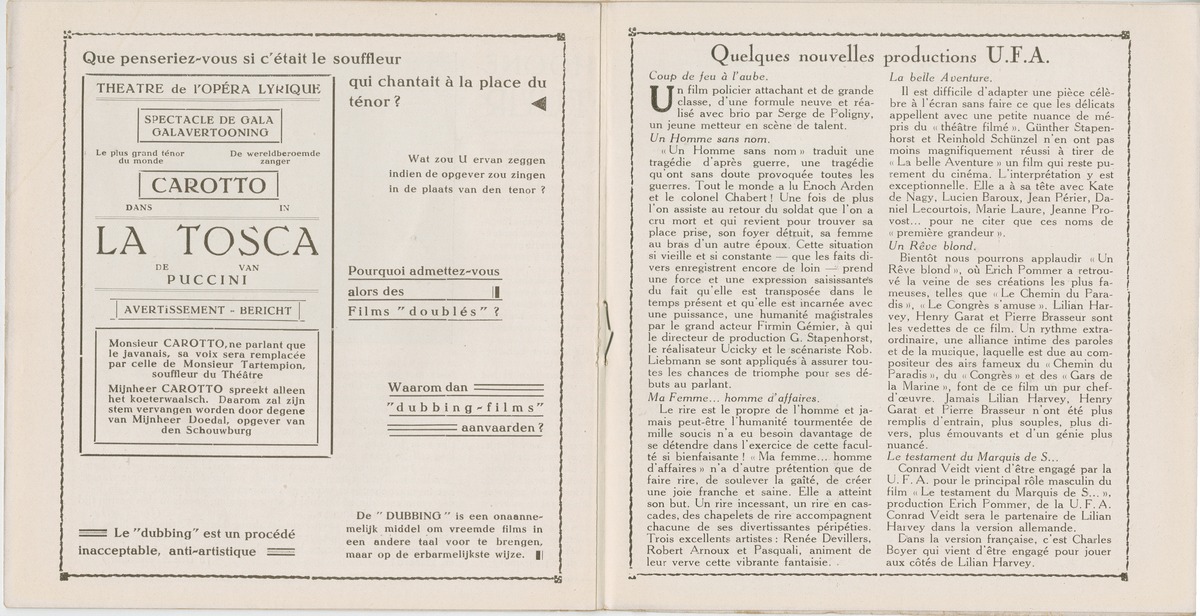 Que penseriez-vous si c'était le souffleur
qui chantait à la place du
ténor ?
THEATRE de l'OPÉRA LYRIQUE
SPECTACLE DE GALA
GALAVERTOONING
Le plus grand ténor
du monde
De wereldberoemde
zanger
CAROTTO
DANS IN
LA TOSCA
DE VAN
PUCCINI
AVERTISSEMENT - BERICHT
Monsieur CAROTTO, ne parlant que
le javanais, sa voix sera remplacée
par celle de Monsieur Tartempion,
souffleur du Théâtre
Mijnheer CAROTTO spreekt alleen
het koeterwaalsch. Daarom zal zijn
stem vervangen worden door degene
van Mijnheer Doedal, opgever van
den Schouwburg
Wat zou U ervan zeggen
indien de opgever zou zingen
in de plaats van den tenor ?
Pourquoi admettez-vous
alors des
Films "doublés" ?
Waarom dan
"dubbing-films"
aanvaarden ?
Le "dubbing" est un procédé
inacceptable, anti-artistique
De " DUBBING " is een onaanne-
melijk middel om vreemde films in
een andere taal voor te brengen,
maar op de erbarmelijkste wijze.
Quelques nouvelles productions U.F.A.
Coup de feu à l'aube.
Un film policier attachant et de grande
classe, d'une formule neuve et réa-
lisé avec brio par Serge de Poligny,
un jeune metteur en scène de talent.
Un Homme sans nom.
« Un Homme sans nom » traduit une
tragédie d'après guerre, une tragédie
qu'ont sans doute provoquée toutes les
guerres. Tout le monde a lu Enoch Arden
et le colonel Chabert ! Une fois de plus
l'on assiste au retour du soldat que l'on a
cru mort et qui revient pour trouver sa
place prise, son foyer détruit, sa femme
au bras d'un autre époux. Cette situation
si vieille et si constante — que les faits di-
vers enregistrent encore de loin — prend
une force et une expression saisissantes
du fait qu'elle est transposée dans le
temps présent et qu'elle est incarnée avec
une puissance, une humanité magistrales
par le grand acteur Firmin Gémier, à qui
le directeur de production G. Stapenhorst,
le réalisateur Ucicky et le scénariste Rob.
Liebmann se sont appliqués à assurer tou-
tes les chances de triomphe pour ses dé-
buts au parlant.
Ma Femme... homme d'affaires.
Le rire est le propre de l'homme et ja-
mais peut-être l'humanité tourmentée de
mille soucis n'a eu besoin davantage de
se détendre dans l'exercice de cette facul-
té si bienfaisante ! « Ma femme... homme
d'affaires » n'a d'autre prétention que de
faire rire, de soulever la gaîté, de créer
une joie franche et saine. Elle a atteint
son but. Un rire incessant, un rire en cas-
cades, des chapelets de rire accompagnent
chacune de ses divertissantes péripéties.
Trois excellents artistes : Renée Devillers,
Robert Arnoux et Pasquali, animent de
leur verve cette vibrante fantaisie.
La belle Aventure.
Il est difficile d'adapter une pièce célè-
bre à l'écran sans faire ce que les délicats
appellent avec une petite nuance de mé-
pris du « théâtre filmé ». Günther Stapen-
horst et Reinhold Schünzel n'en ont pas
moins magnifiquement réussi à tirer de
« La belle Aventure » un film qui reste pu-
rement du cinéma. L'interprétation y est
exceptionnelle. Elle a à sa tête avec Kate
de Nagy, Lucien Baroux, Jean Périer, Da-
niel Lecourtois, Marie Laure, Jeanne Pro-
vost... pour ne citer que ces noms de
« première grandeur ».
Un Rêve blond.
Bientôt nous pourrons applaudir « Un
Rêve blond », où Erich Pommer a retrou-
vé la veine de ses créations les plus fa-
meuses, telles que « Le Chemin du Para-
dis », « Le Congrès s'amuse ». Lilian Har-
vey, Henry Garat et Pierre Brasseur sont
les vedettes de ce film. Un rythme extra-
ordinaire, une alliance intime des paroles
et de la musique, laquelle est due au com-
positeur des airs fameux du « Chemin du
Paradis », du « Congrès » et des « Gars de
la Marine », font de ce film un pur chef-
d'œuvre. Jamais Lilian Harvey, Henry
Garat et Pierre Brasseur n'ont été plus
remplis d'entrain, plus souples, plus di-
vers, plus émouvants et d'un génie plus
nuancé.
Le testament du Marquis de S...
Conrad Veidt vient d'être engagé par la
U. F. A. pour le principal rôle masculin du
film « Le testament du Marquis de S... »,
production Erich Pommer, de la U. F. A.
Conrad Veidt sera le partenaire de Lilian
Harvey dans la version allemande.
Dans la version française, c'est Charles
Boyer qui vient d'être engagé pour jouer
aux côtés de Lilian Harvey.